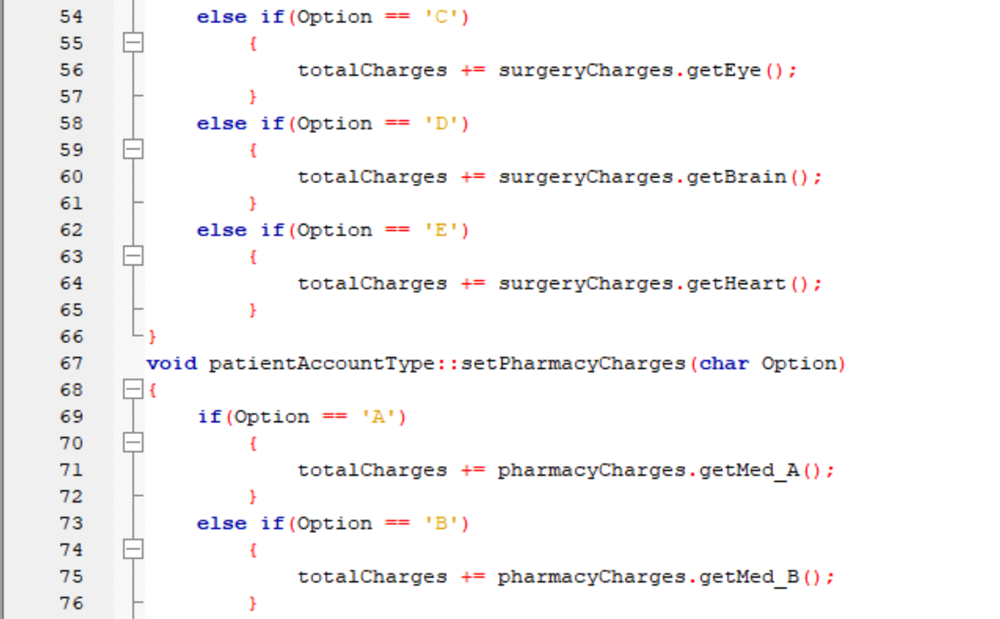 54 else if(Option == 'C')
55 {
56 totalCharges += surgeryCharges.getEye();
57 }
58 else if(Option == 'D')
59 {
60 totalCharges += surgeryCharges.getBrain();
61 }
62 else if(Option == 'E')
63 {
64 totalCharges += surgeryCharges.getHeart();
65 }
66 }
67 void patientAccountType::setPharmacyCharges(char Option)
68 {
69 if(Option == 'A')
70 {
71 totalCharges += pharmacyCharges.getMed_A();
72 }
73 else if(Option == 'B')
74 {
75 totalCharges += pharmacyCharges.getMed_B();
76 }